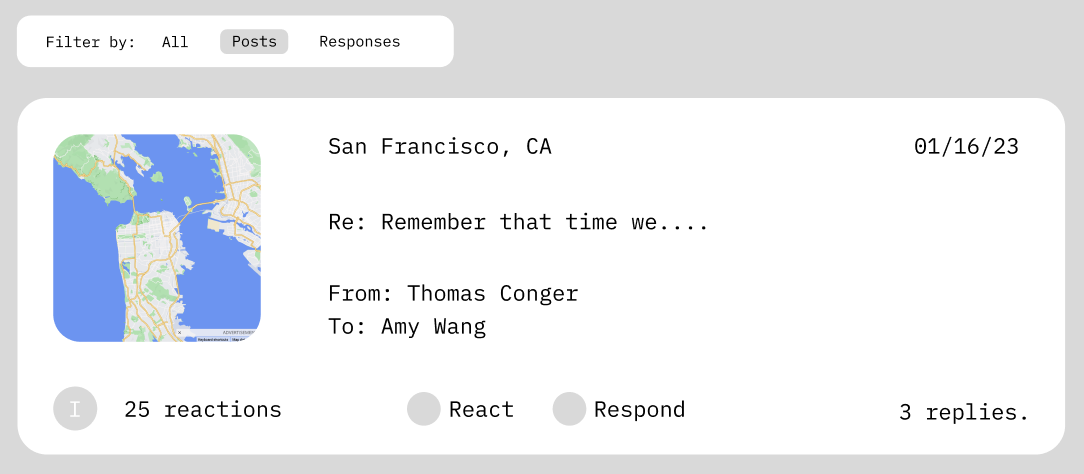 Filter by: All Posts Responses
San Francisco, CA 01/16/23
Re: Remember that time we....
From: Thomas Conger
To: Amy Wang
I 25 reactions React Respond 3 replies.